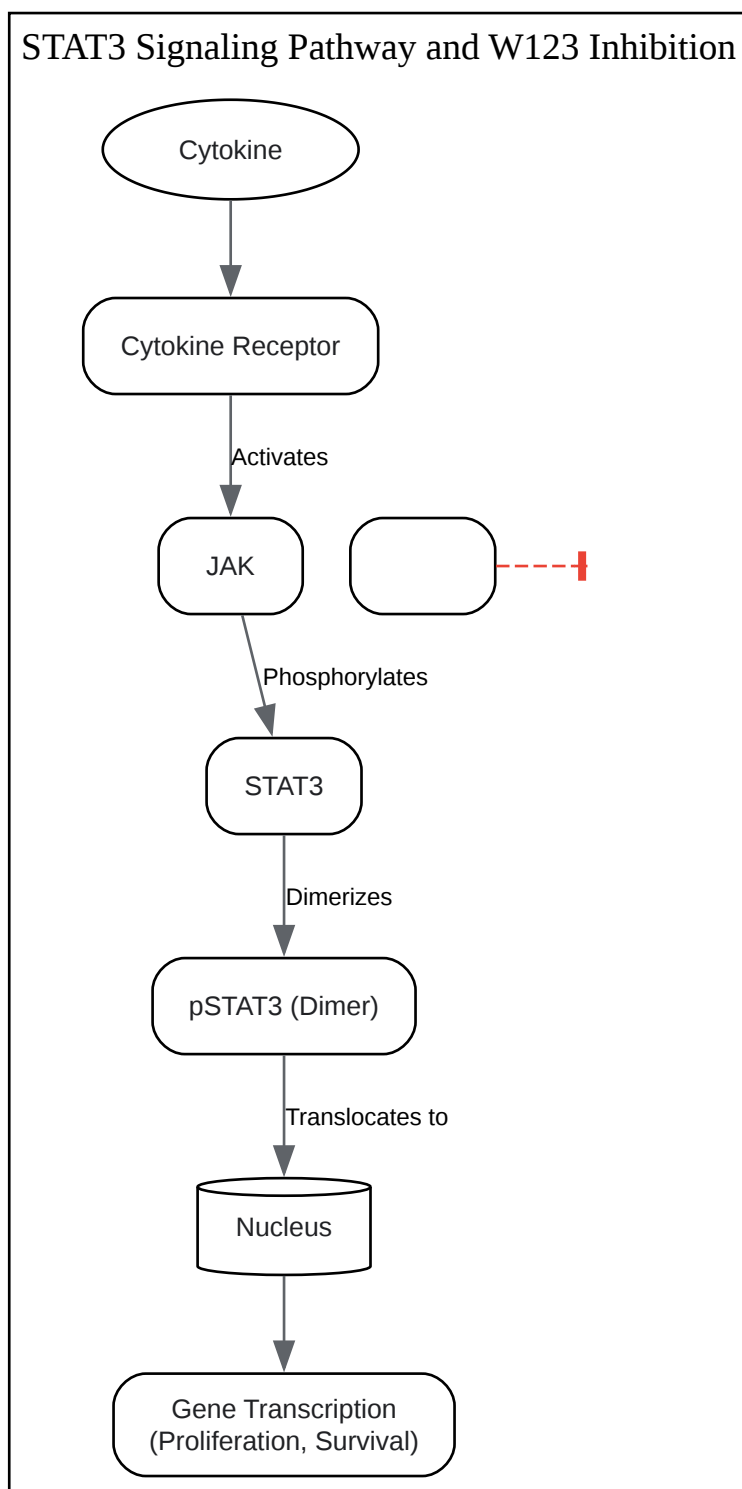 STAT3 Signaling Pathway and W123 Inhibition
Cytokine
Cytokine Receptor
Activates
JAK
Phosphorylates
STAT3
Dimerizes
pSTAT3 (Dimer)
Translocates to
Nucleus
Gene Transcription
(Proliferation, Survival)